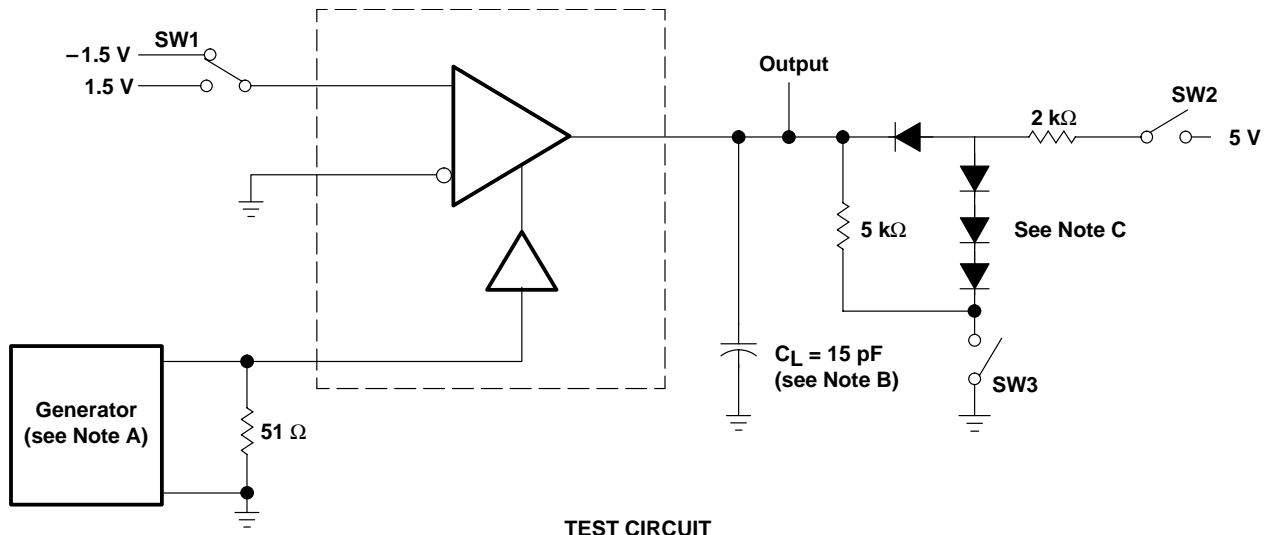 SW1
–1.5 V
1.5 V
Output
SW2
2 kΩ
5 V
5 kΩ
See Note C
CL = 15 pF
(see Note B)
SW3
Generator
(see Note A)
51 Ω
TEST CIRCUIT